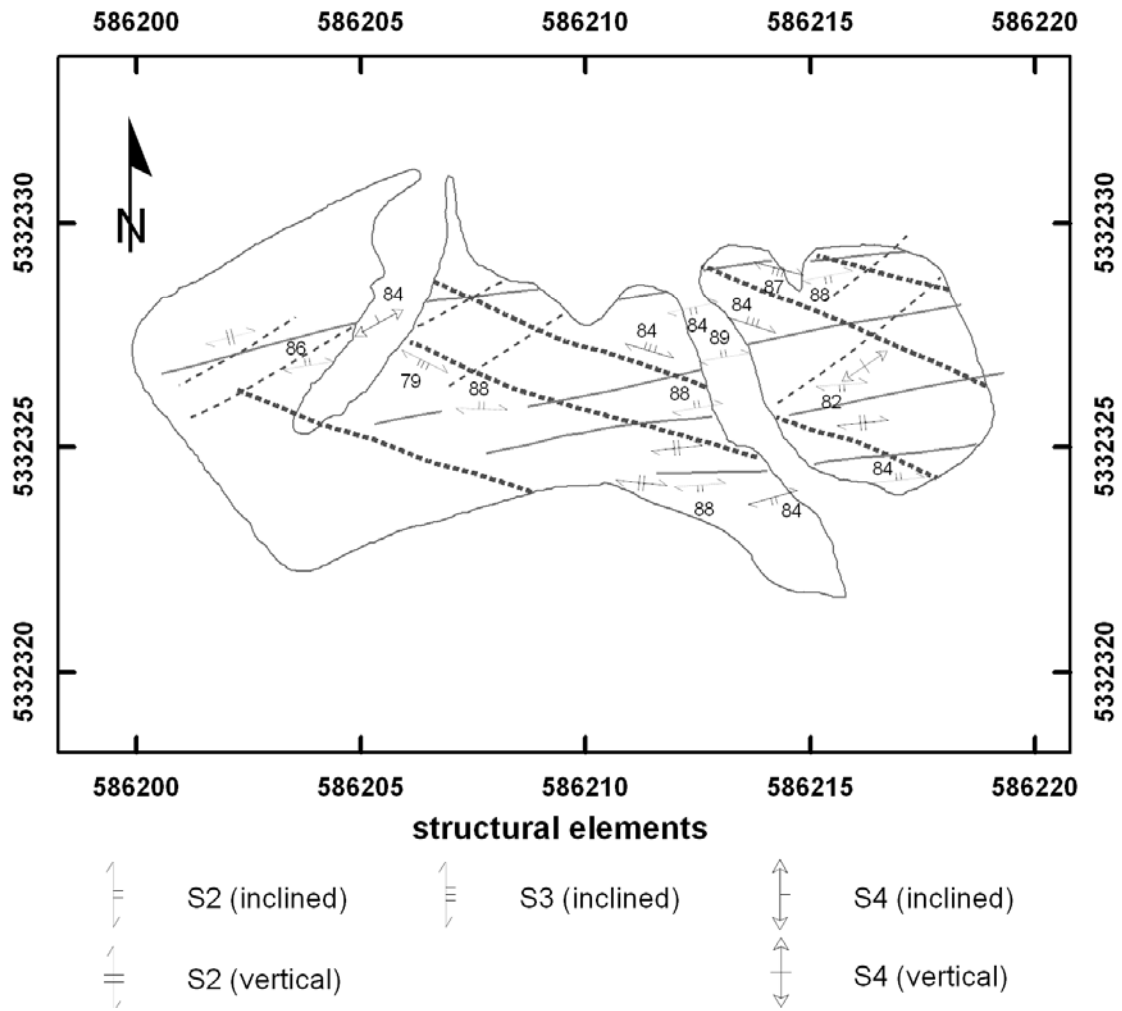 586200 586205 586210 586215 586220
5332330 5332330
N
87 88
84 84
84 84 89
86
79 88 88 82
5332325 5332325
84
88 84
5332320 5332320
586200 586205 586210 586215 586220
structural elements
S2 (inclined) S3 (inclined) S4 (inclined)
S2 (vertical) S4 (vertical)